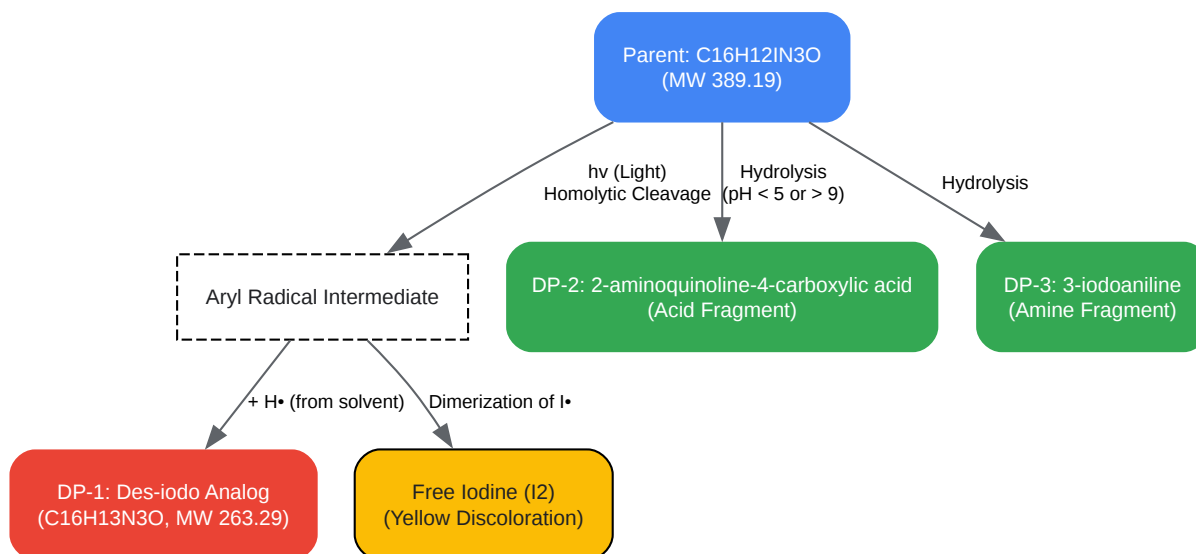 Parent: C16H12IN3O
(MW 389.19)
hv (Light)
Homolytic Cleavage
Hydrolysis
(pH < 5 or > 9)
Hydrolysis
Aryl Radical Intermediate
DP-2: 2-aminoquinoline-4-carboxylic acid
(Acid Fragment)
DP-3: 3-iodoaniline
(Amine Fragment)
+ H• (from solvent)
Dimerization of I•
DP-1: Des-iodo Analog
(C16H13N3O, MW 263.29)
Free Iodine (I2)
(Yellow Discoloration)